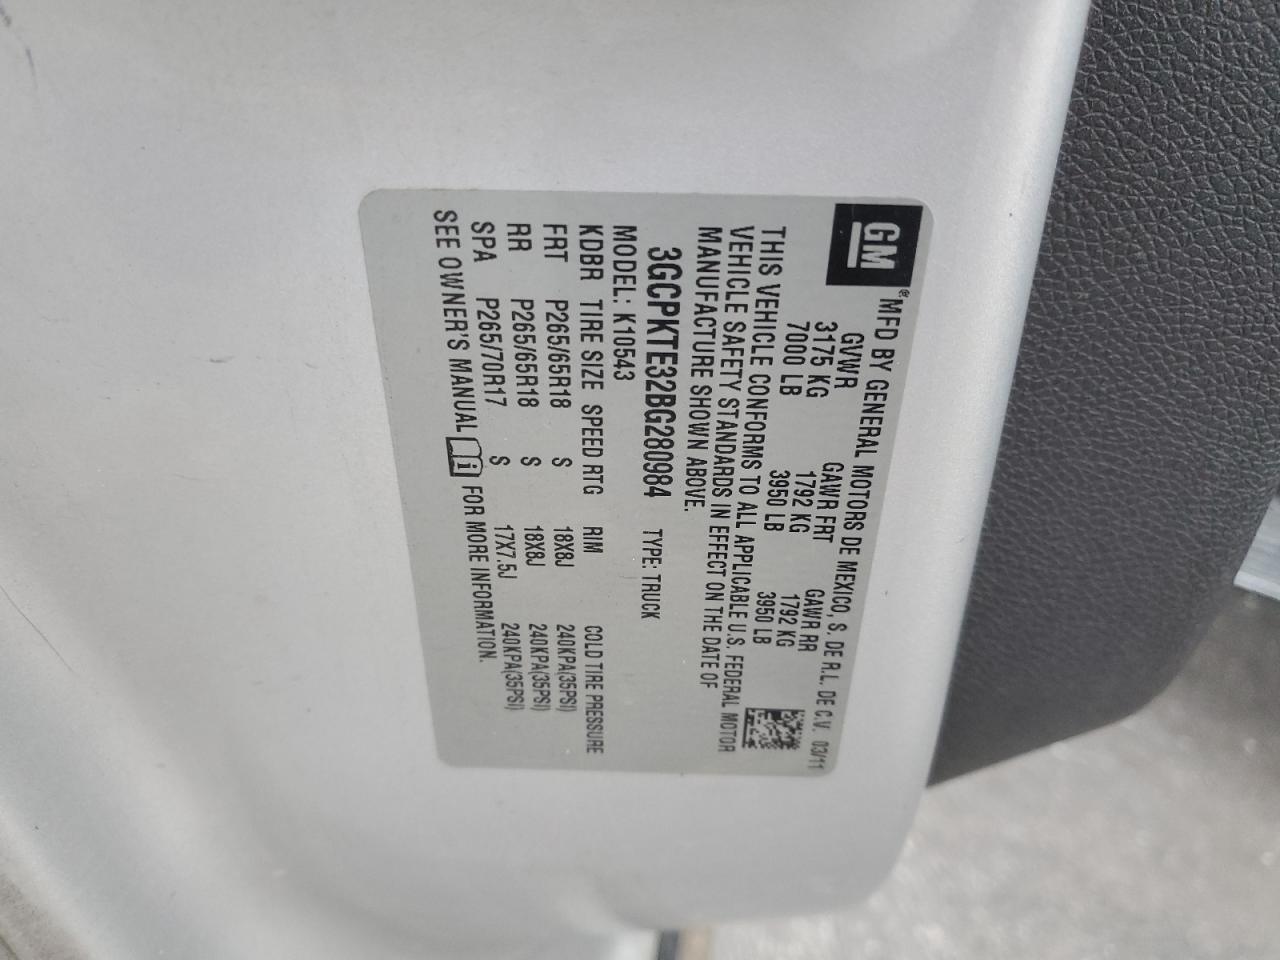 GM
® MFD BY GENERAL MOTORS DE MEXICO, S. DE R.L. DE C.V. 03/11
GVWR GAWR FRT GAWR RR
3175 KG 1792 KG 1792 KG
7000 LB 3950 LB 3950 LB
THIS VEHICLE CONFORMS TO ALL APPLICABLE U.S. FEDERAL MOTOR
VEHICLE SAFETY STANDARDS IN EFFECT ON THE DATE OF
MANUFACTURE SHOWN ABOVE.
3GCPKTE32BG280984 TYPE: TRUCK
MODEL: K10543
KDBR TIRE SIZE SPEED RTG RIM COLD TIRE PRESSURE
FRT P265/65R18 S 18X8J 240KPA(35PSI)
RR P265/65R18 S 18X8J 240KPA(35PSI)
SPA P265/70R17 S 17X7.5J 240KPA(35PSI)
SEE OWNER'S MANUAL i FOR MORE INFORMATION.